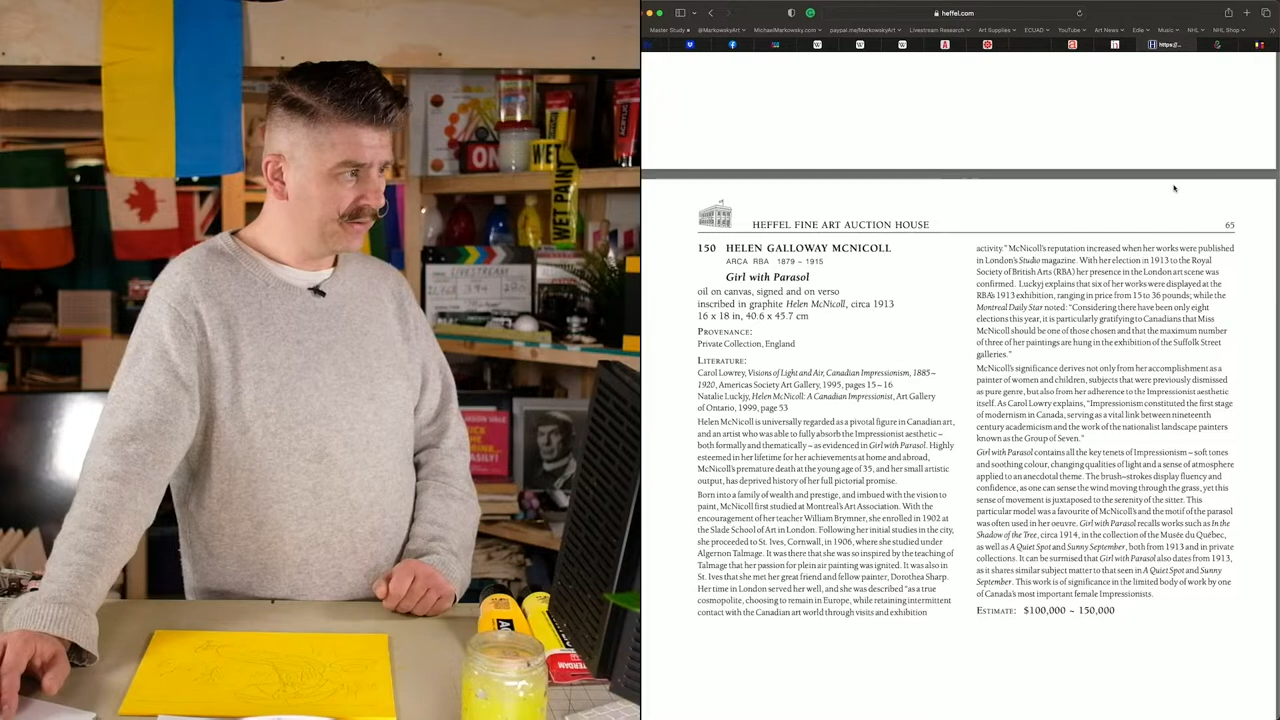 heffel.com
Master Study
@MarkowskyArt
MichaelMarkowsky.com
paypal.me/MarkowskyArt
Livestream Research
Art Supplies
ECUAD
YouTube
Art News
Edie
Music
NHL
NHL Shop
https://...
ON
WET
WET PAINT
ACRYLIC
HEFFEL FINE ART AUCTION HOUSE
65
150 HELEN GALLOWAY MCNICOLL
ARCA RBA 1879 ~ 1915
Girl with Parasol
oil on canvas, signed and on verso
inscribed in graphite Helen McNicoll, circa 1913
16 x 18 in, 40.6 x 45.7 cm
PROVENANCE:
Private Collection, England
LITERATURE:
Carol Lowrey, Visions of Light and Air, Canadian Impressionism, 1885–
1920, Americas Society Art Gallery, 1995, pages 15–16
Natalie Luckyj, Helen McNicoll: A Canadian Impressionist, Art Gallery
of Ontario, 1999, page 53
Helen McNicoll is universally regarded as a pivotal figure in Canadian art,
and an artist who was able to fully absorb the Impressionist aesthetic –
both formally and thematically – as evidenced in Girl with Parasol. Highly
esteemed in her lifetime for her achievements at home and abroad,
McNicoll's premature death at the young age of 35, and her small artistic
output, has deprived history of her full pictorial promise.
Born into a family of wealth and prestige, and imbued with the vision to
paint, McNicoll first studied at Montreal's Art Association. With the
encouragement of her teacher William Brymner, she enrolled in 1902 at
the Slade School of Art in London. Following her initial studies in the city,
she proceeded to St. Ives, Cornwall, in 1906, where she studied under
Algernon Talmage. It was there that she was so inspired by the teaching of
Talmage that her passion for plein air painting was ignited. It was also in
St. Ives that she met her great friend and fellow painter, Dorothea Sharp.
Her time in London served her well, and she was described "as a true
cosmopolite, choosing to remain in Europe, while retaining intermittent
contact with the Canadian art world through visits and exhibition
activity." McNicoll's reputation increased when her works were published
in London's Studio magazine. With her election in 1913 to the Royal
Society of British Arts (RBA) her presence in the London art scene was
confirmed. Luckyj explains that six of her works were displayed at the
RBA's 1913 exhibition, ranging in price from 15 to 36 pounds; while the
Montreal Daily Star noted: "Considering there have been only eight
elections this year, it is particularly gratifying to Canadians that Miss
McNicoll should be one of those chosen and that the maximum number
of three of her paintings are hung in the exhibition of the Suffolk Street
galleries."
McNicoll's significance derives not only from her accomplishment as a
painter of women and children, subjects that were previously dismissed
as pure genre, but also from her adherence to the Impressionist aesthetic
itself. As Carol Lowry explains, "Impressionism constituted the first stage
of modernism in Canada, serving as a vital link between nineteenth
century academicism and the work of the nationalist landscape painters
known as the Group of Seven."
Girl with Parasol contains all the key tenets of Impressionism – soft tones
and soothing colour, changing qualities of light and a sense of atmosphere
applied to an anecdotal theme. The brush-strokes display fluency and
confidence, as one can sense the wind moving through the grass, yet this
sense of movement is juxtaposed to the serenity of the sitter. This
particular model was a favourite of McNicoll's and the motif of the parasol
was often used in her oeuvre. Girl with Parasol recalls works such as In the
Shadow of the Tree, circa 1914, in the collection of the Musée du Québec,
as well as A Quiet Spot and Sunny September, both from 1913 and in private
collections. It can be surmised that Girl with Parasol also dates from 1913,
as it shares similar subject matter to that seen in A Quiet Spot and Sunny
September. This work is of significance in the limited body of work by one
of Canada's most important female Impressionists.
ESTIMATE: $100,000 ~ 150,000